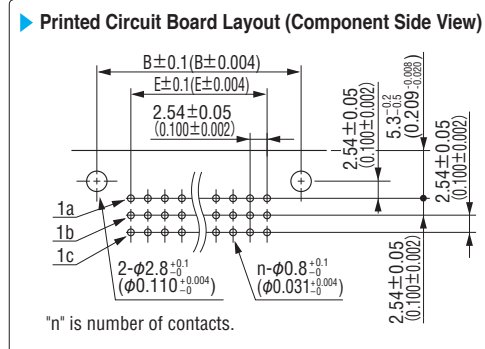 Printed Circuit Board Layout (Component Side View)
B±0.1(B±0.004)
E±0.1(E±0.004)
2.54±0.05
(0.100±0.002)
2.54±0.05
(0.100±0.002)
5.3 -0.2 -0.5
(0.209 -0.008 -0.020)
2.54±0.05
(0.100±0.002)
1a
1b
1c
2-φ2.8 +0.1 -0
(φ0.110 +0.004 -0)
n-φ0.8 +0.1 -0
(φ0.031 +0.004 -0)
2.54±0.05
(0.100±0.002)
"n" is number of contacts.